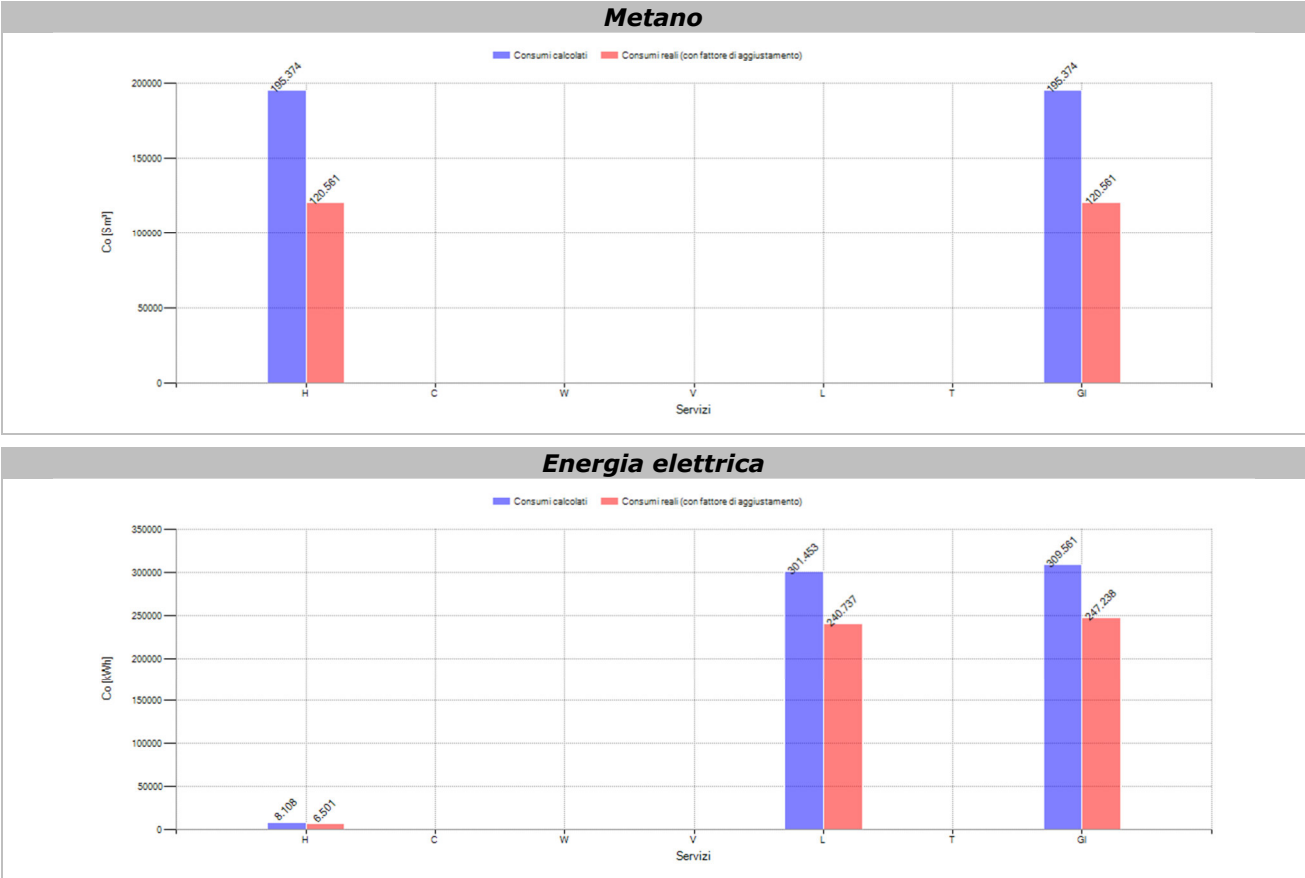 Metano
Consumi calcolati Consumi reali (con fattore di aggiustamento)
195.374 195.374
200000
150000
120.561 120.561
Co [Sm³]
100000
50000
0
H C W V L T Gl
Servizi
Energia elettrica
Consumi calcolati Consumi reali (con fattore di aggiustamento)
350000
301.453 309.561
300000
240.737 247.238
250000
200000
Co [kWh]
150000
100000
50000
8.108 6.501
0
H C W V L T Gl
Servizi